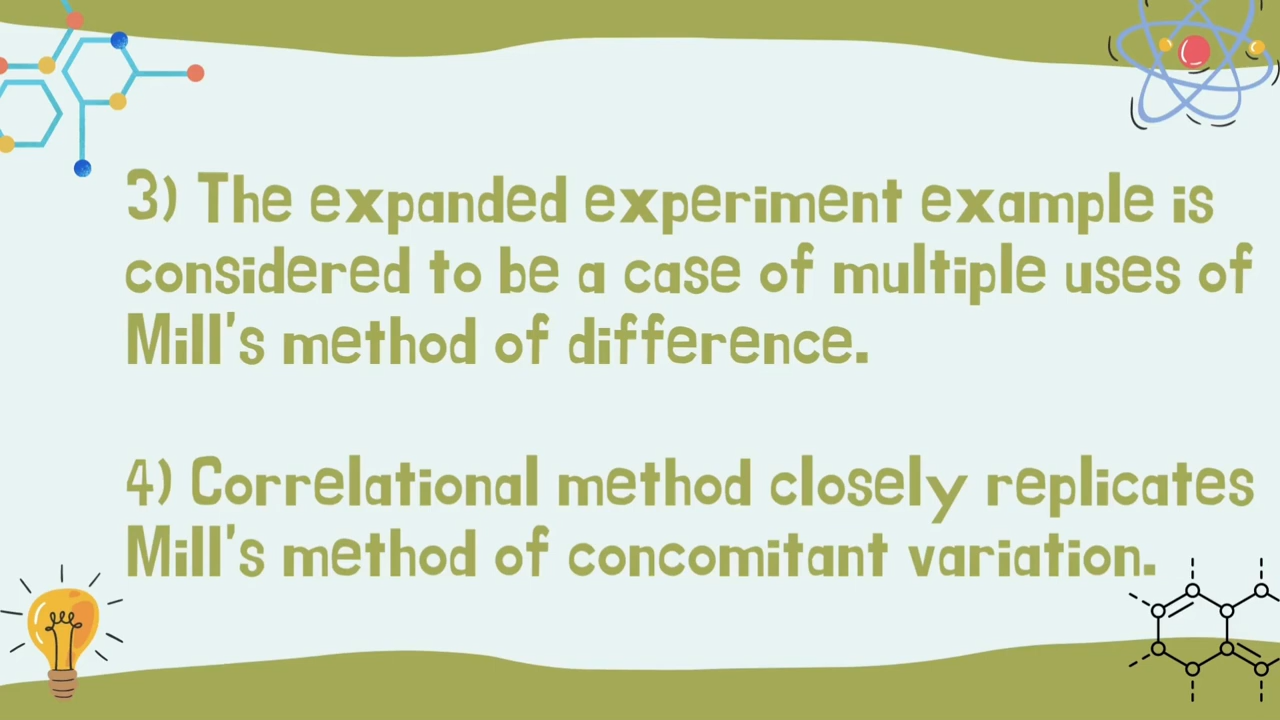 3) The expanded experiment example is
considered to be a case of multiple uses of
Mill's method of difference.
4) Correlational method closely replicates
Mill's method of concomitant variation.